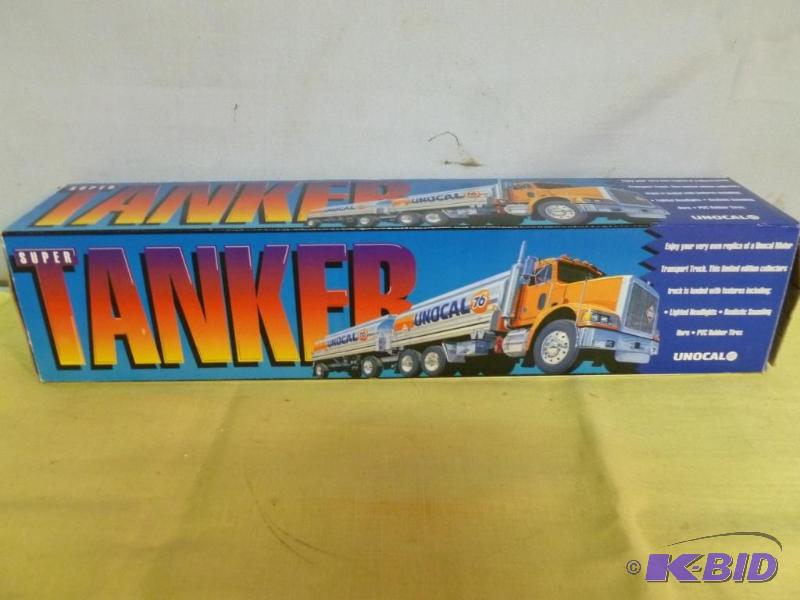 SUPER
TANKER
UNOCAL 76
UNOCAL
SUPER
TANKER
UNOCAL
UNOCAL 76
Enjoy your very own replica of a Unocal Motor
Transport Truck. This limited edition collectors
truck is loaded with features including:
• Lighted Headlights • Realistic Sounding
Horn • PVC Rubber Tires
UNOCAL 76
© K-BID